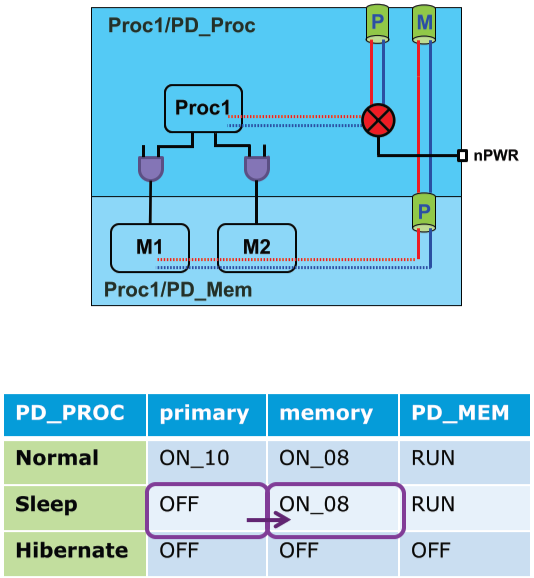 Proc1/PD_Proc
P
M
Proc1
nPWR
P
M1
M2
Proc1/PD_Mem
PD_PROC primary memory PD_MEM
Normal ON_10 ON_08 RUN
Sleep OFF ON_08 RUN
Hibernate OFF OFF OFF